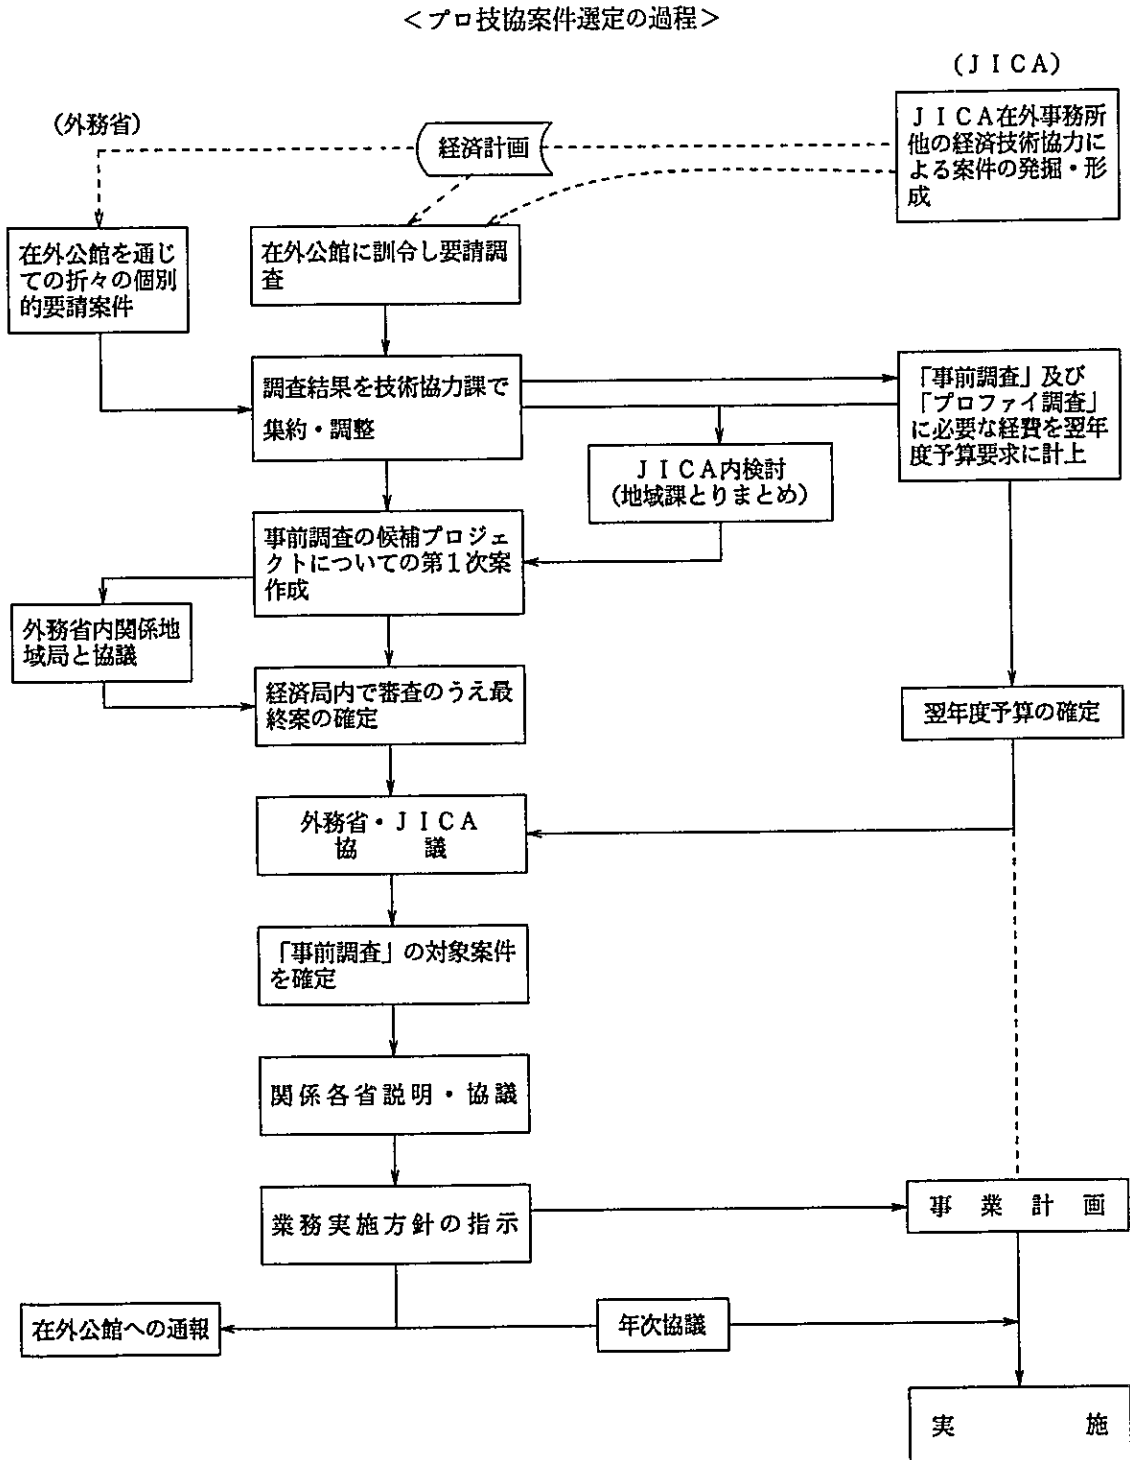 ＜プロ技協案件選定の過程＞
（JICA）
（外務省）
経済計画
JICA在外事務所
他の経済技術協力に
よる案件の発掘・形
成
在外公館を通じ
ての折々の個別
的要請案件
在外公館に訓令し要請調
査
調査結果を技術協力課で
集約・調整
「事前調査」及び
「プロファイ調査」
に必要な経費を翌年
度予算要求に計上
JICA内検討
（地域課とりまとめ）
事前調査の候補プロジェ
クトについての第1次案
作成
外務省内関係地
域局と協議
経済局内で審査のうえ最
終案の確定
翌年度予算の確定
外務省・JICA
協議
「事前調査」の対象案件
を確定
関係各省説明・協議
業務実施方針の指示
事業計画
在外公館への通報
年次協議
実施